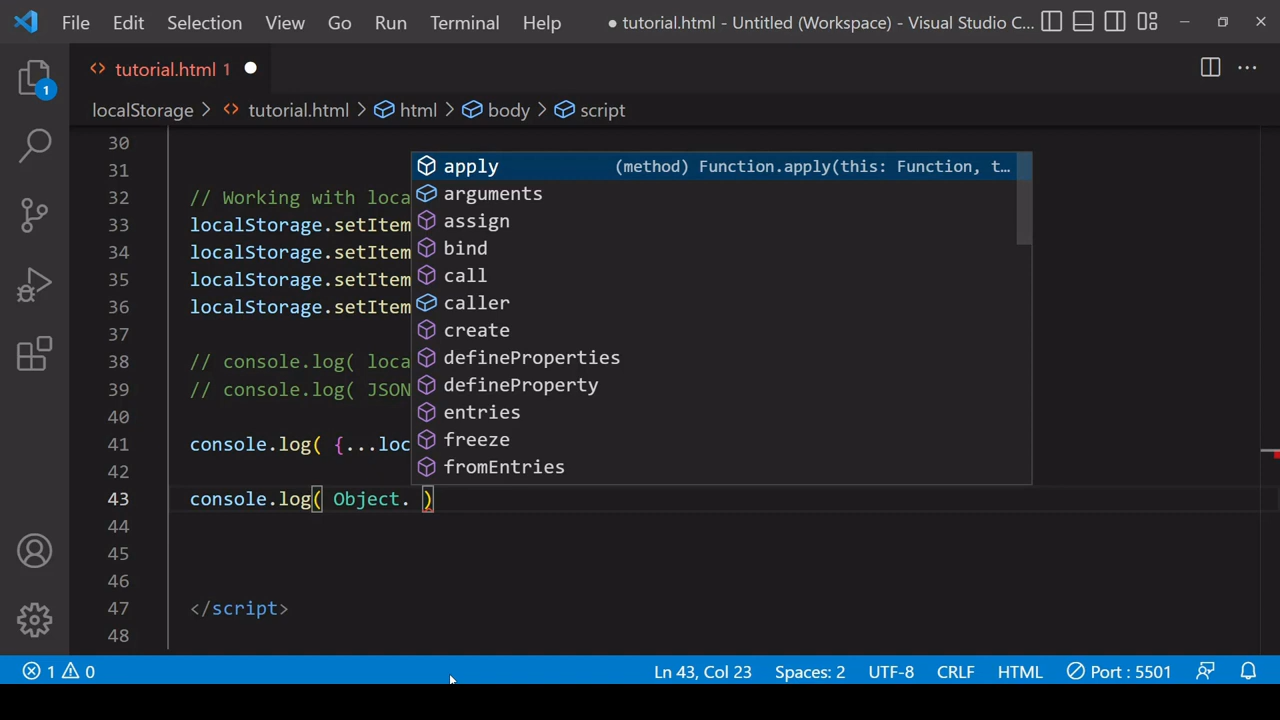 File Edit Selection View Go Run Terminal Help ● tutorial.html - Untitled (Workspace) - Visual Studio C...
tutorial.html 1
1
localStorage > tutorial.html > html > body > script
30
31
32 // Working with loca
33 localStorage.setItem
34 localStorage.setItem
35 localStorage.setItem
36 localStorage.setItem
37
38 // console.log( loca
39 // console.log( JSON
40
41 console.log( {...loc
42
43 console.log( Object. )
44
45
46
47 </script>
48
apply (method) Function.apply(this: Function, t...
arguments
assign
bind
call
caller
create
defineProperties
defineProperty
entries
freeze
fromEntries
1 0 Ln 43, Col 23 Spaces: 2 UTF-8 CRLF HTML Port : 5501